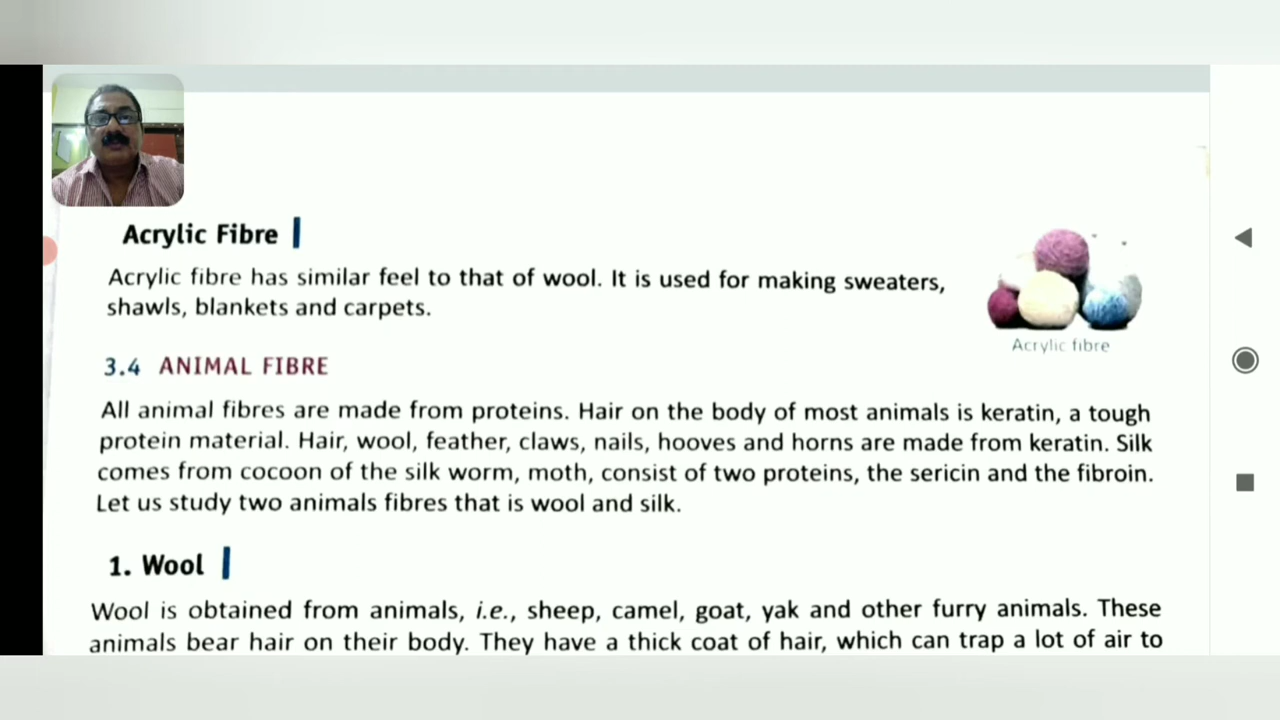 Acrylic Fibre
Acrylic fibre has similar feel to that of wool. It is used for making sweaters,
shawls, blankets and carpets.
Acrylic fibre
3.4 ANIMAL FIBRE
All animal fibres are made from proteins. Hair on the body of most animals is keratin, a tough
protein material. Hair, wool, feather, claws, nails, hooves and horns are made from keratin. Silk
comes from cocoon of the silk worm, moth, consist of two proteins, the sericin and the fibroin.
Let us study two animals fibres that is wool and silk.
1. Wool
Wool is obtained from animals, i.e., sheep, camel, goat, yak and other furry animals. These
animals bear hair on their body. They have a thick coat of hair, which can trap a lot of air to